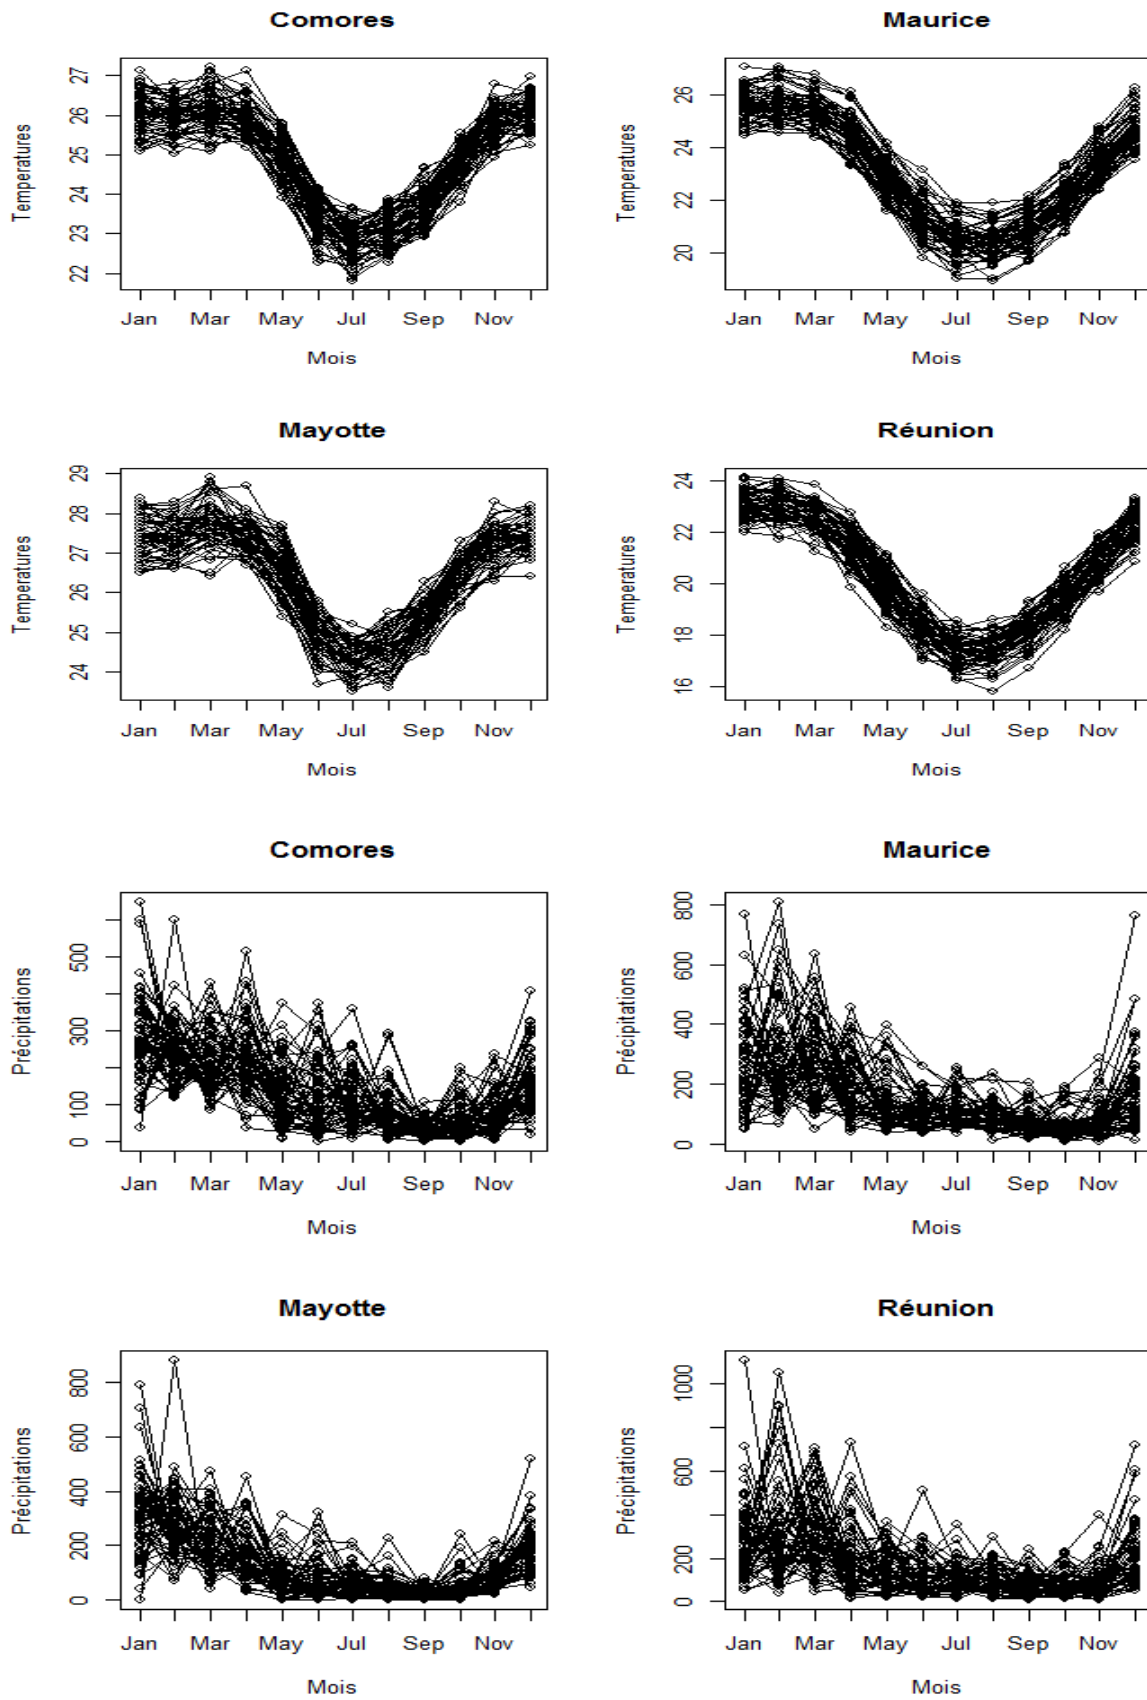 Comores
Maurice
Temperatures
27
26
25
24
23
22
Jan Mar May Jul Sep Nov
Mois
Temperatures
26
24
22
20
Jan Mar May Jul Sep Nov
Mois
Mayotte
Réunion
Temperatures
29
28
27
26
25
24
Jan Mar May Jul Sep Nov
Mois
Temperatures
24
22
20
18
16
Jan Mar May Jul Sep Nov
Mois
Comores
Maurice
Précipitations
500
300
100
0
Jan Mar May Jul Sep Nov
Mois
Précipitations
800
600
400
200
0
Jan Mar May Jul Sep Nov
Mois
Mayotte
Réunion
Précipitations
800
600
400
200
0
Jan Mar May Jul Sep Nov
Mois
Précipitations
1000
600
200
0
Jan Mar May Jul Sep Nov
Mois